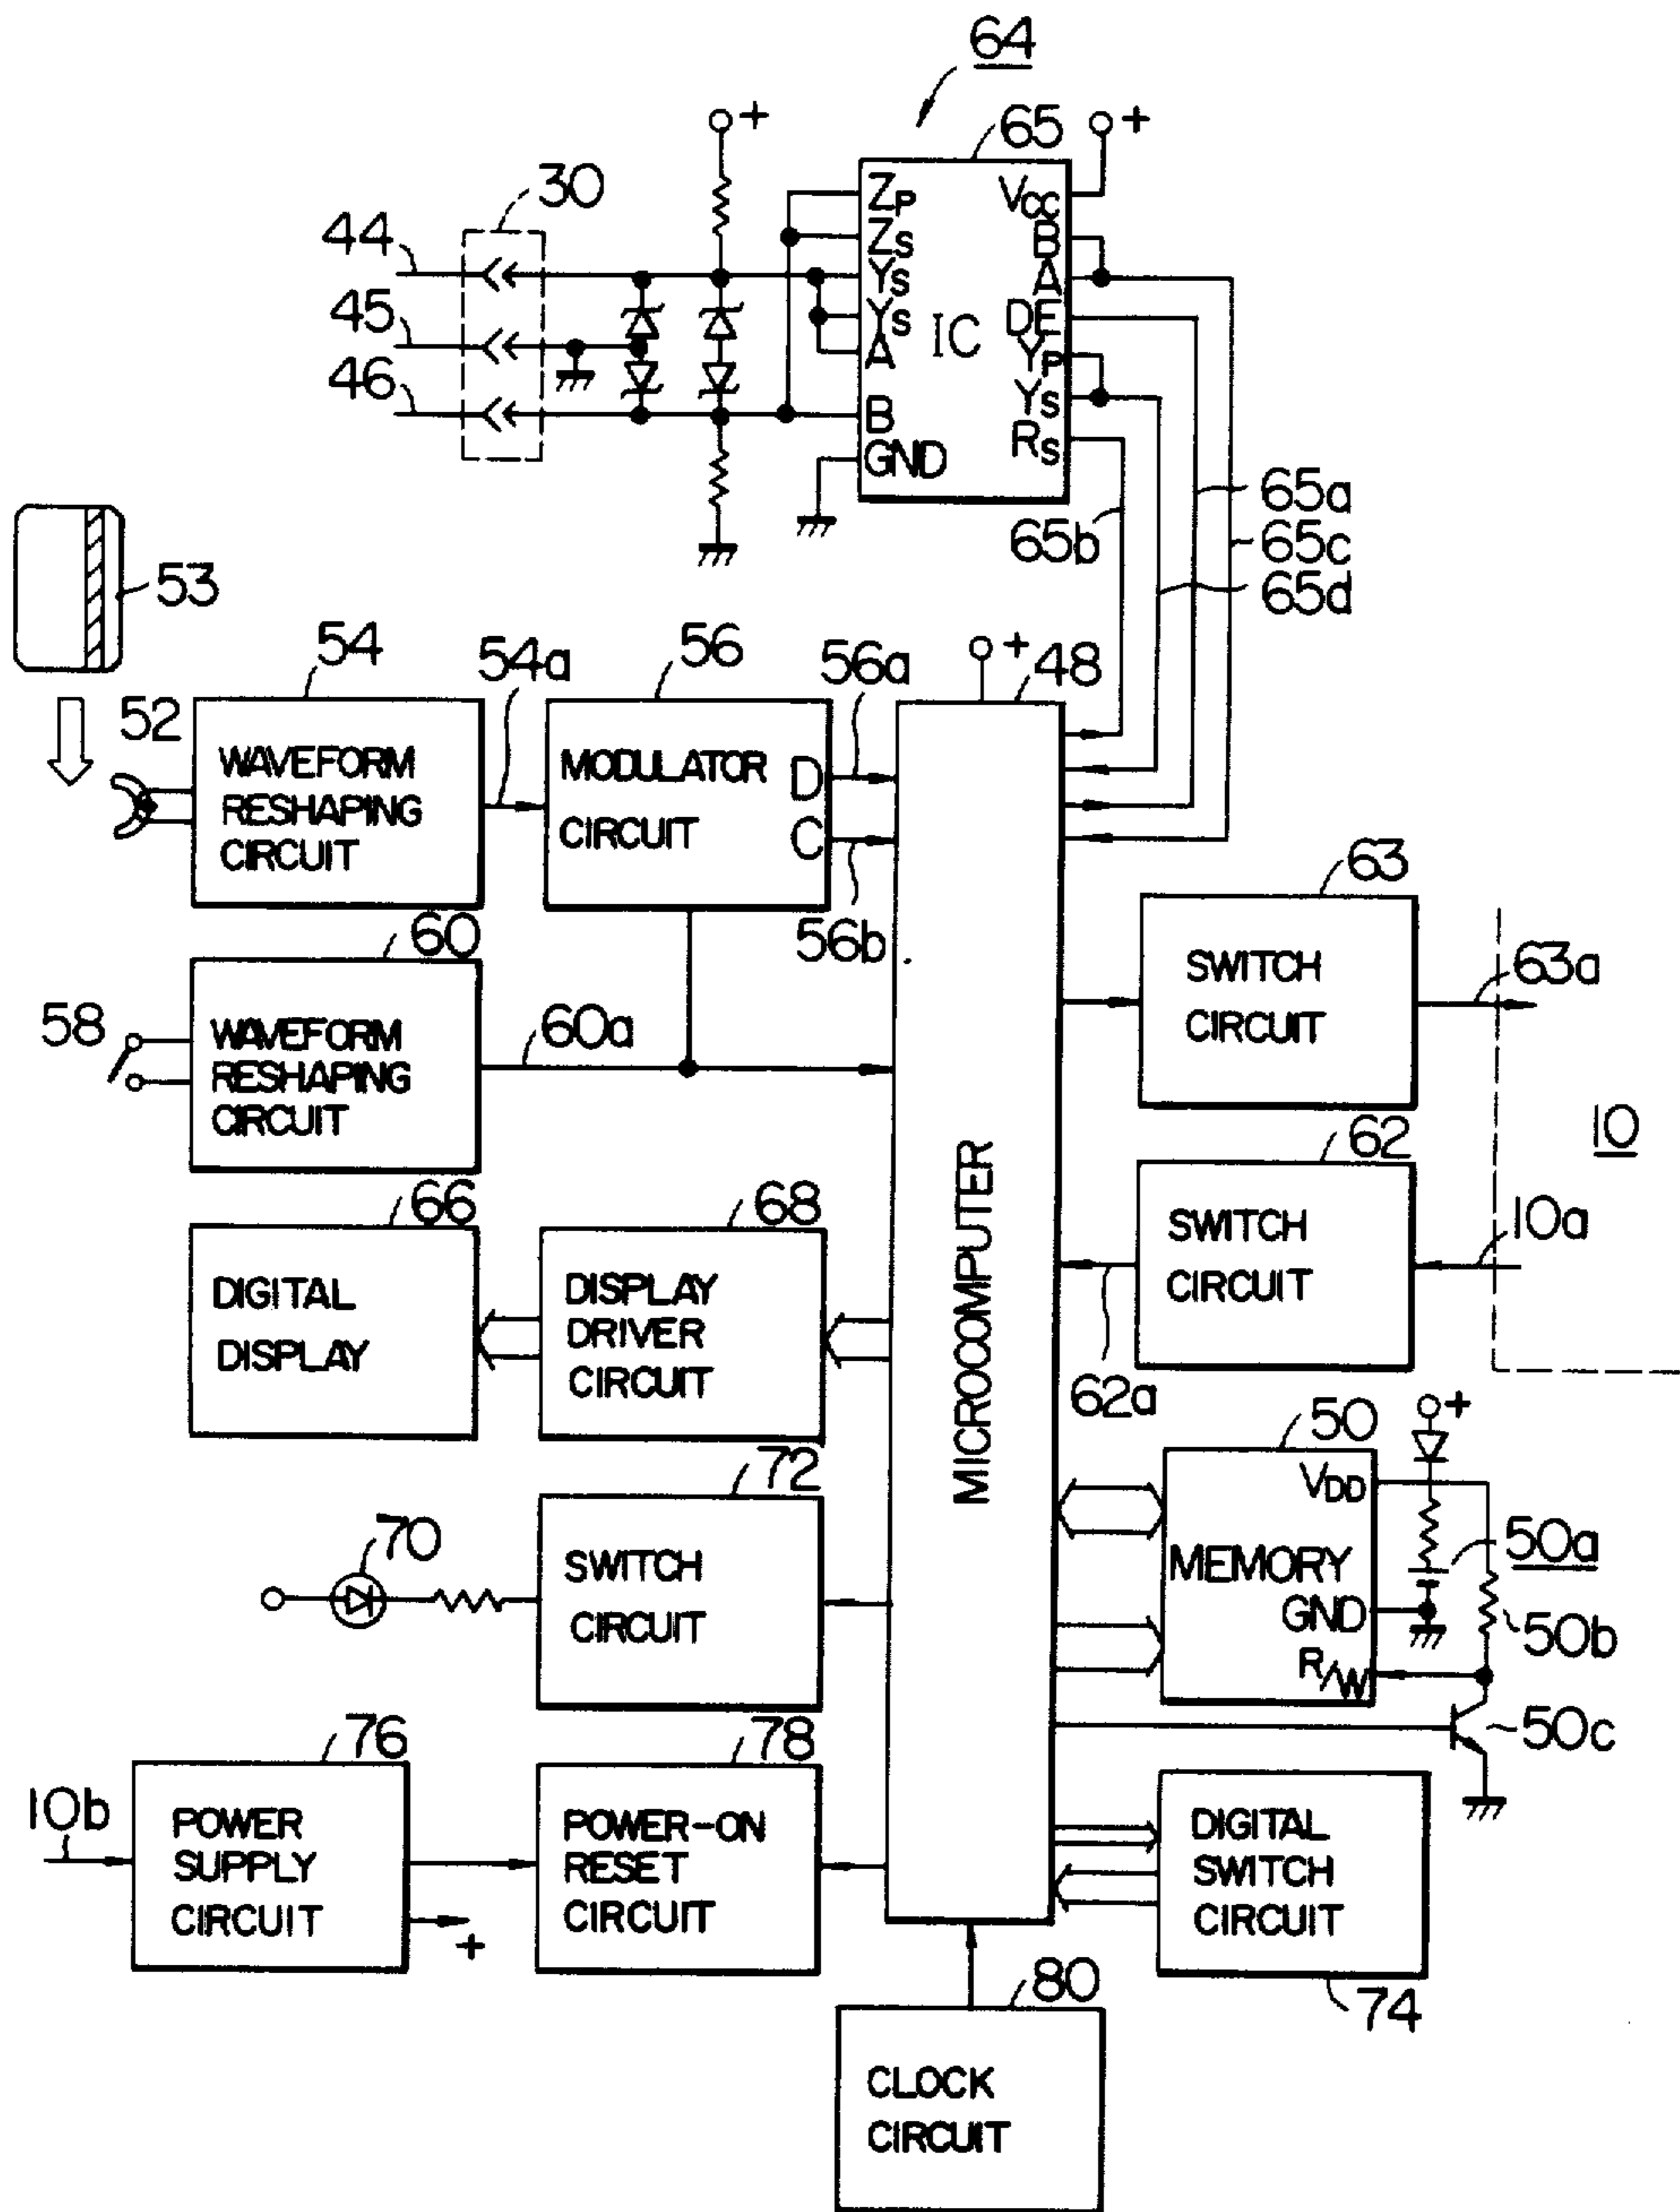 64
+
65
+
30
Zp
Vcc
44
Zs
B
Ys
A
45
Ys
IC
DE
A
Yp
46
B
Ys
GND
Rs
65a
65b
65c
53
65d
54
54a
56
56a
+
48
52
WAVEFORM
RESHAPING
CIRCUIT
MODULATOR
CIRCUIT
D
C
63
60
56b
SWITCH
CIRCUIT
63a
58
WAVEFORM
RESHAPING
CIRCUIT
60a
MICROCOMPUTER
10
62
66
68
SWITCH
CIRCUIT
10a
DIGITAL
DISPLAY
DISPLAY
DRIVER
CIRCUIT
62a
50
+
72
VDD
70
SWITCH
CIRCUIT
MEMORY
50a
GND
50b
R/W
76
78
50c
10b
POWER
SUPPLY
CIRCUIT
POWER-ON
RESET
CIRCUIT
DIGITAL
SWITCH
CIRCUIT
+
80
74
CLOCK
CIRCUIT